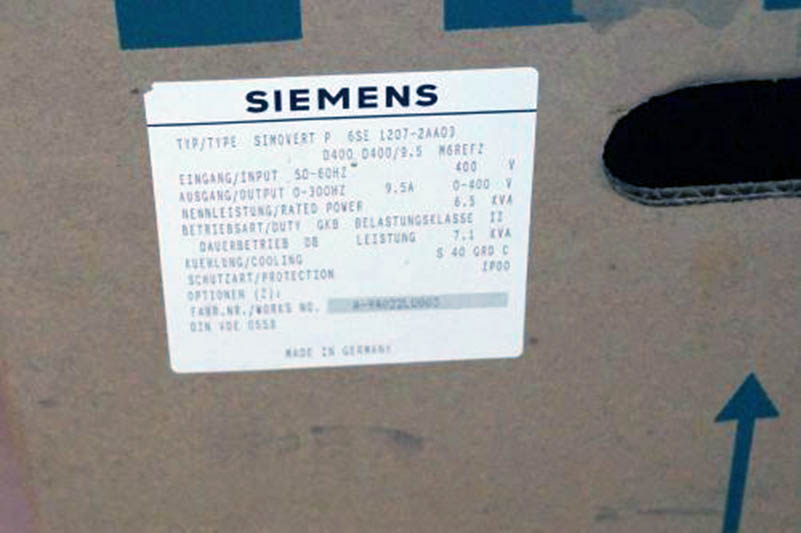 SIEMENS
TYP/TYPE SIMOVERT P 6SE 1207-2AA03
D400 D400/9.5 M6REFZ
EINGANG/INPUT 50-60HZ 400 V
AUSGANG/OUTPUT 0-300HZ 9.5A 0-400 V
NENNLEISTUNG/RATED POWER 6.5 KVA
BETRIEBSART/DUTY GKB BELASTUNGSKLASSE II
DAUERBETRIEB DB LEISTUNG 7.1 KVA
KUEHLUNG/COOLING S 40 GRD C
SCHUTZART/PROTECTION IP00
OPTIONEN (Z):
FABR.NR./WORKS NO.
DIN VDE 0558
MADE IN GERMANY